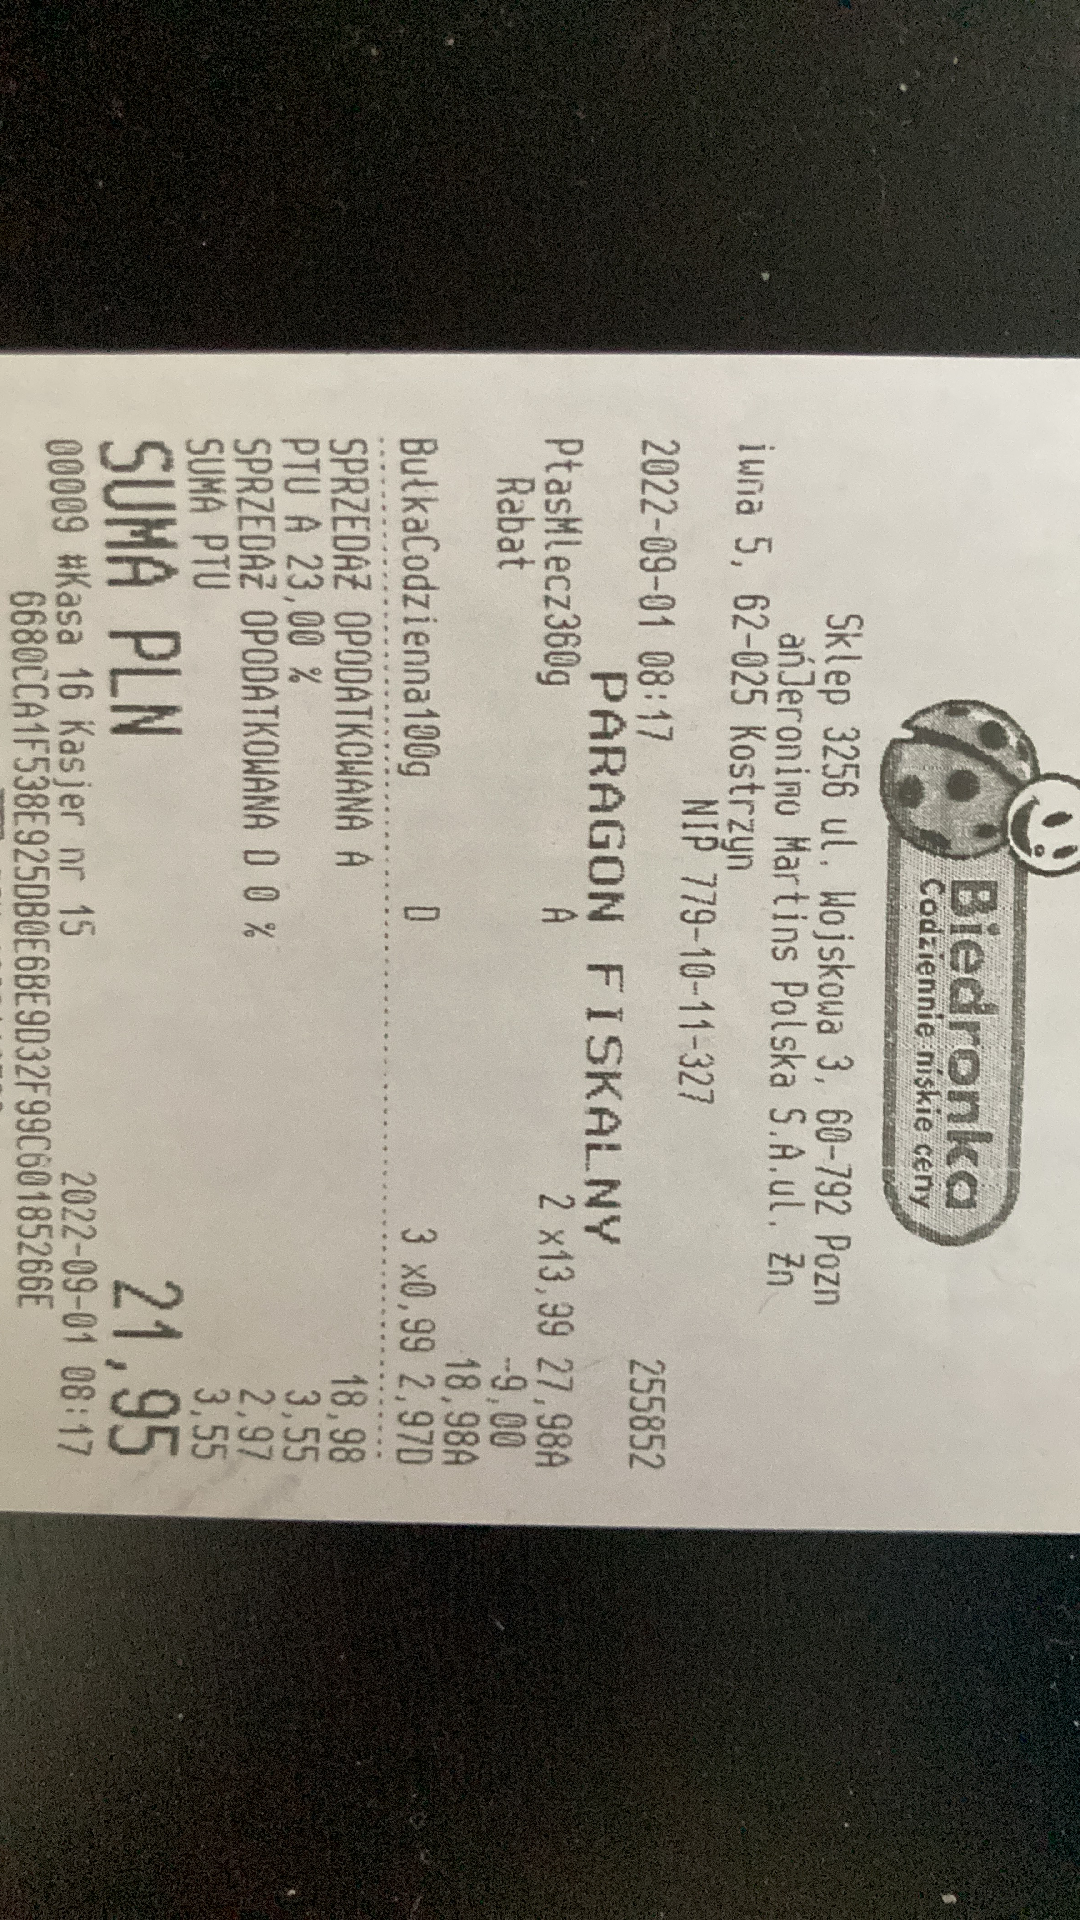 Biedronka
Codziennie niskie ceny
Sklep 3256 ul. Wojskowa 3, 60-792 Pozn
ańJeronimo Martins Polska S.A.ul. Żn
iwna 5, 62-025 Kostrzyn
NIP 779-10-11-327
2022-09-01 08:17 255852
PARAGON FISKALNY
PtasMlecz360g A 2 x13,99 27,98A
Rabat -9,00
18,98A
BułkaCodzienna100g D 3 x0,99 2,97D
SPRZEDAŻ OPODATKOWANA A 18,98
PTU A 23,00 % 3,55
SPRZEDAŻ OPODATKOWANA D 0 % 2,97
SUMA PTU 3,55
SUMA PLN 21,95
00009 #Kasa 16 Kasjer nr 15 2022-09-01 08:17
6680CCA1F538E925DB0E6BE9D32F99C60185266E